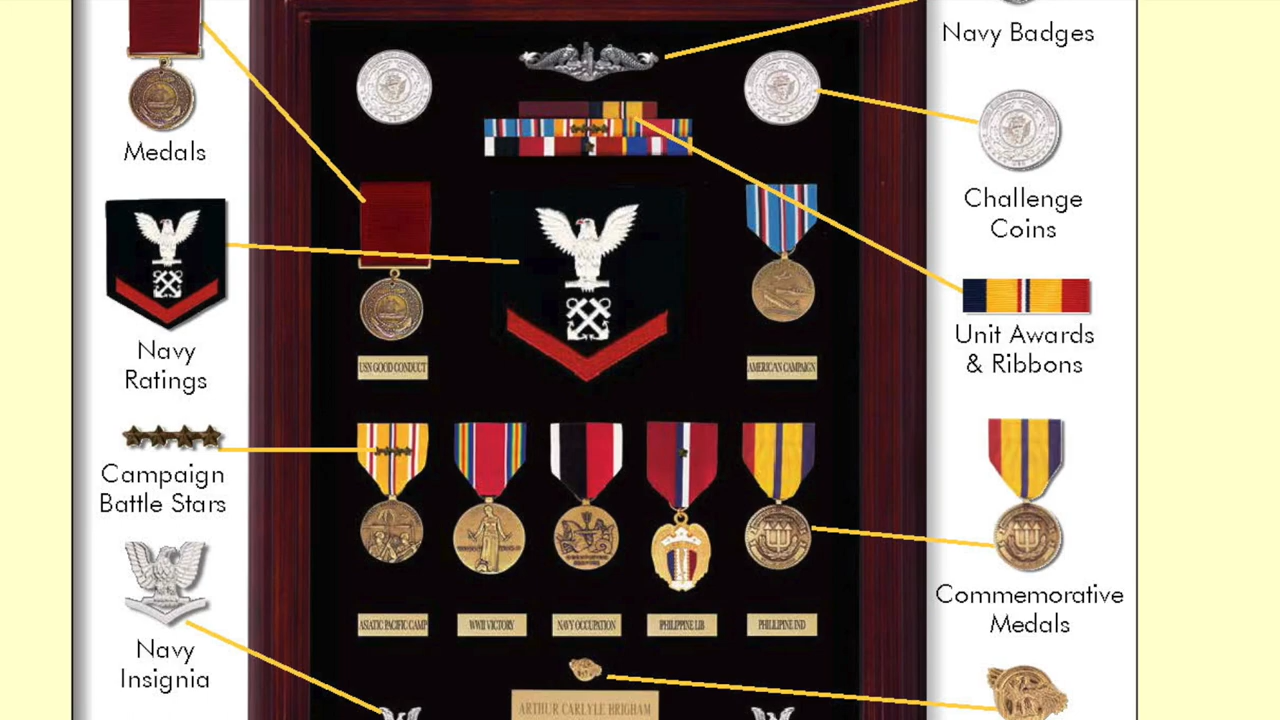 Navy Badges
Medals
Challenge
Coins
Navy
Ratings
Unit Awards
& Ribbons
USN GOOD CONDUCT
AMERICAN CAMPAIGN
Campaign
Battle Stars
Commemorative
Medals
ASIATIC PACIFIC CAMP
WWII VICTORY
NAVY OCCUPATION
PHILIPPINE LIB
PHILIPINE IND
Navy
Insignia
ARTHUR CARLYLE BRIGHAM